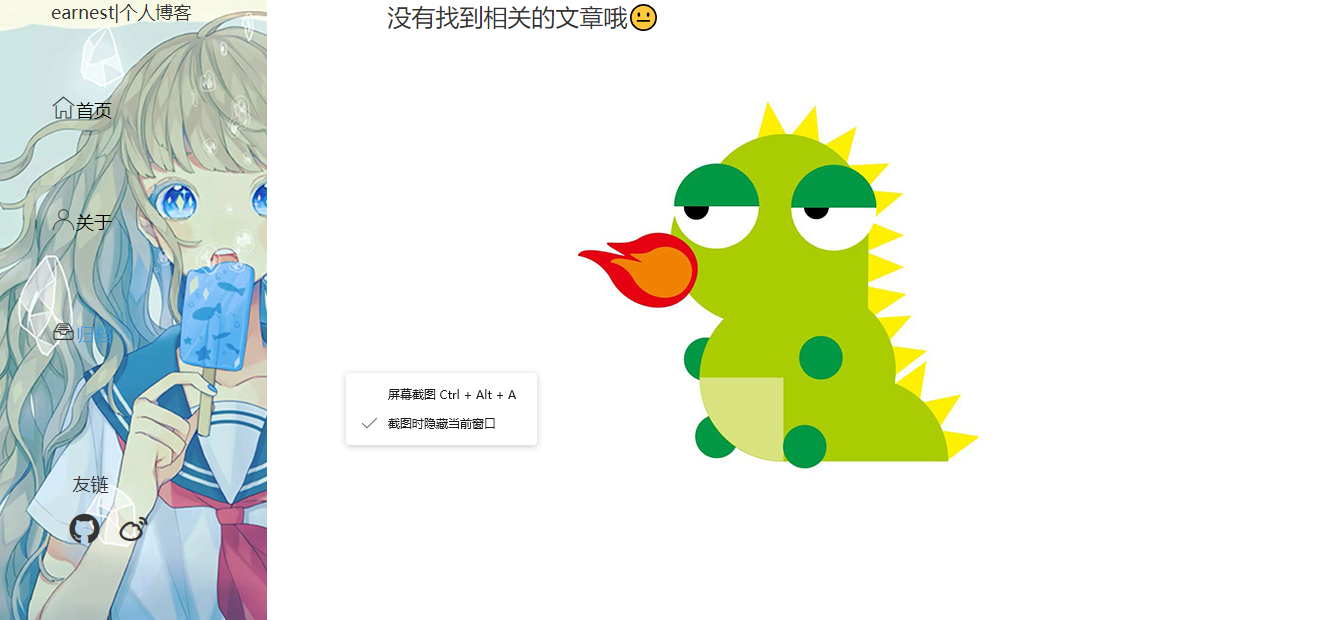 earnest|个人博客
首页
关于
归档
友链
没有找到相关的文章哦😐
屏幕截图 Ctrl + Alt + A
截图时隐藏当前窗口